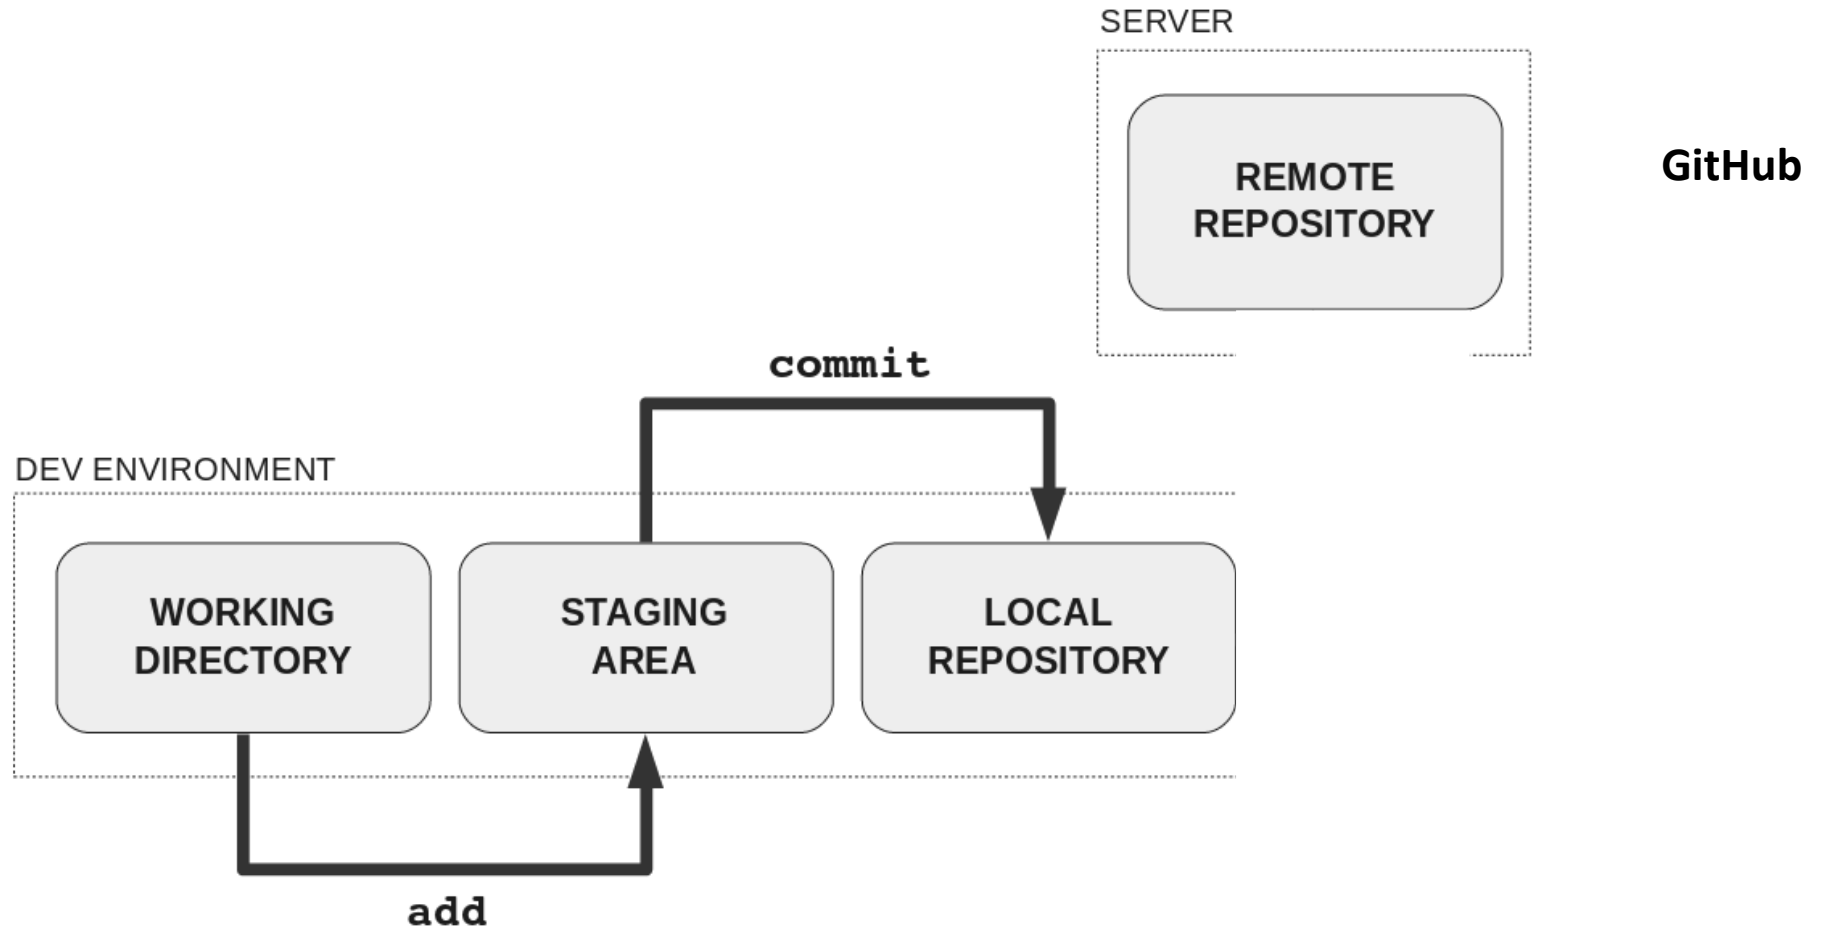 SERVER
REMOTE
REPOSITORY
GitHub
commit
DEV ENVIRONMENT
WORKING
DIRECTORY
STAGING
AREA
LOCAL
REPOSITORY
add